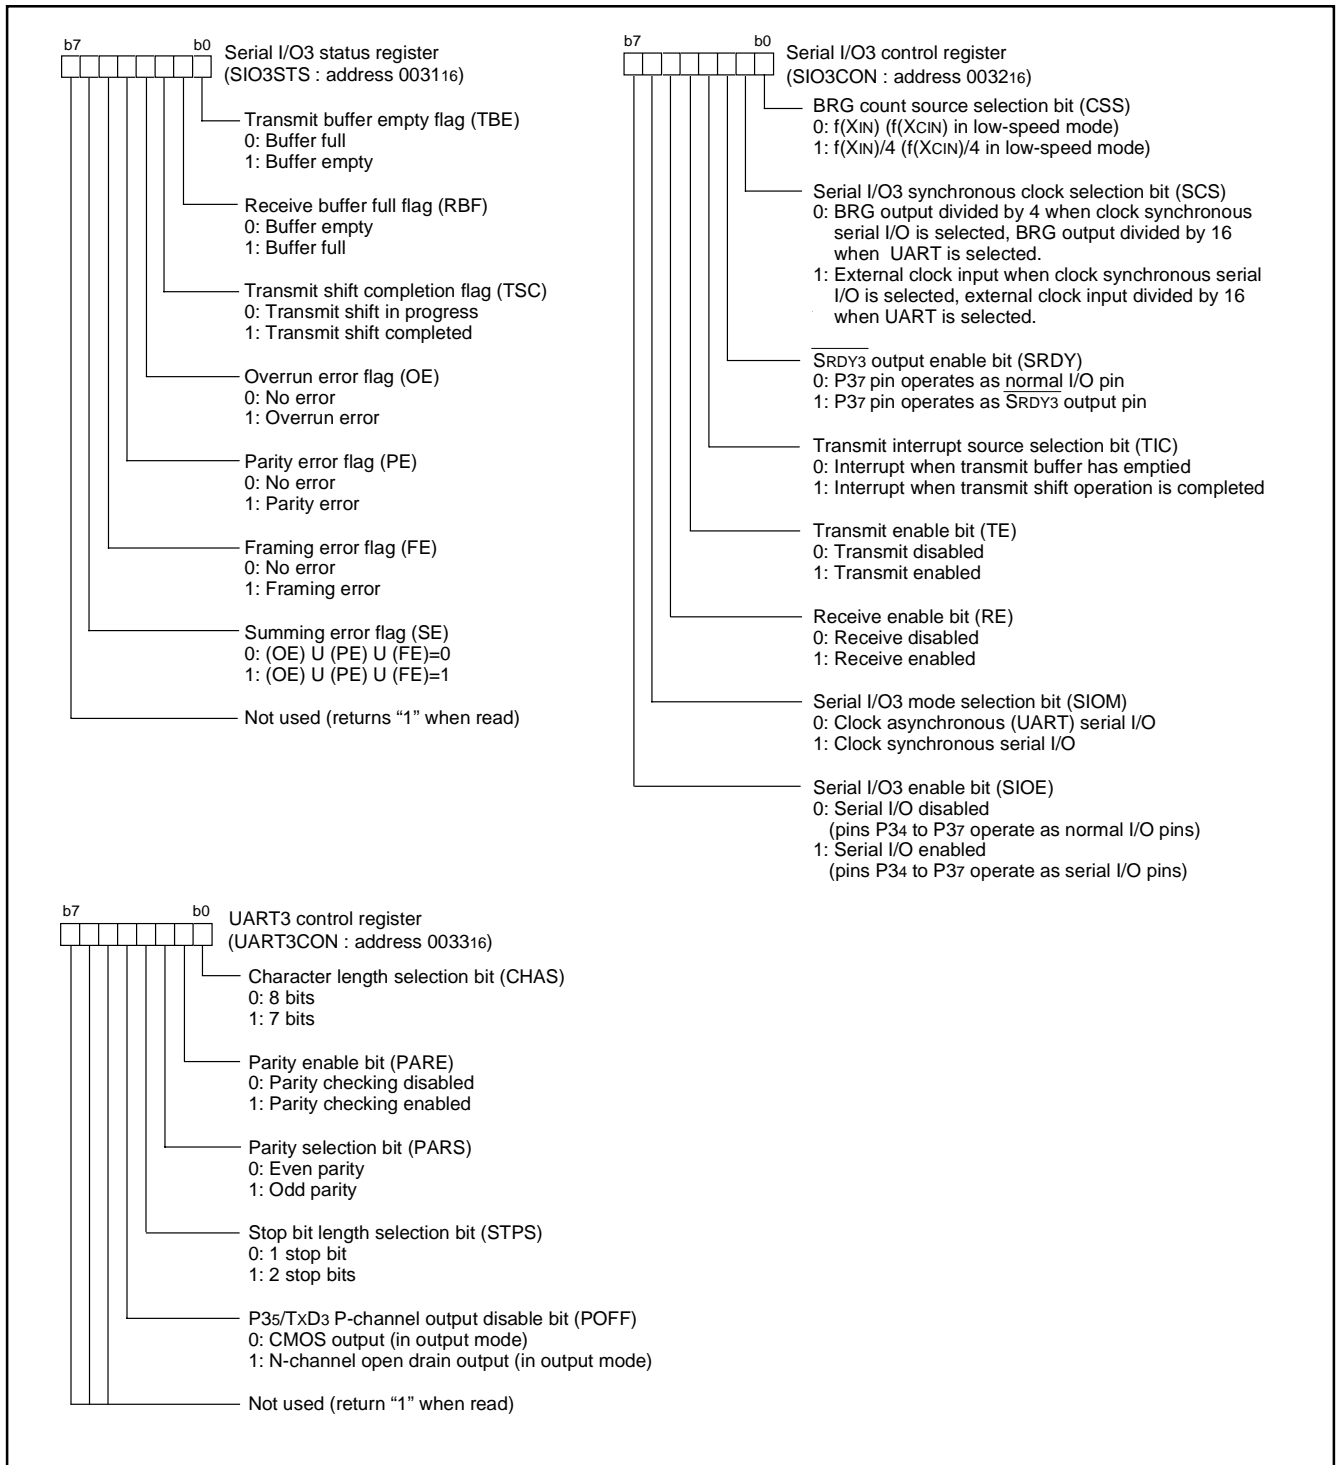 b7 b0 Serial I/O3 status register
(SIO3STS : address 003116)
Transmit buffer empty flag (TBE)
0: Buffer full
1: Buffer empty
Receive buffer full flag (RBF)
0: Buffer empty
1: Buffer full
Transmit shift completion flag (TSC)
0: Transmit shift in progress
1: Transmit shift completed
Overrun error flag (OE)
0: No error
1: Overrun error
Parity error flag (PE)
0: No error
1: Parity error
Framing error flag (FE)
0: No error
1: Framing error
Summing error flag (SE)
0: (OE) U (PE) U (FE)=0
1: (OE) U (PE) U (FE)=1
Not used (returns “1” when read)
b7 b0 Serial I/O3 control register
(SIO3CON : address 003216)
BRG count source selection bit (CSS)
0: f(XIN) (f(XCIN) in low-speed mode)
1: f(XIN)/4 (f(XCIN)/4 in low-speed mode)
Serial I/O3 synchronous clock selection bit (SCS)
0: BRG output divided by 4 when clock synchronous
serial I/O is selected, BRG output divided by 16
when UART is selected.
1: External clock input when clock synchronous serial
I/O is selected, external clock input divided by 16
when UART is selected.
SRDY3 output enable bit (SRDY)
0: P37 pin operates as normal I/O pin
1: P37 pin operates as SRDY3 output pin
Transmit interrupt source selection bit (TIC)
0: Interrupt when transmit buffer has emptied
1: Interrupt when transmit shift operation is completed
Transmit enable bit (TE)
0: Transmit disabled
1: Transmit enabled
Receive enable bit (RE)
0: Receive disabled
1: Receive enabled
Serial I/O3 mode selection bit (SIOM)
0: Clock asynchronous (UART) serial I/O
1: Clock synchronous serial I/O
Serial I/O3 enable bit (SIOE)
0: Serial I/O disabled
(pins P34 to P37 operate as normal I/O pins)
1: Serial I/O enabled
(pins P34 to P37 operate as serial I/O pins)
b7 b0 UART3 control register
(UART3CON : address 003316)
Character length selection bit (CHAS)
0: 8 bits
1: 7 bits
Parity enable bit (PARE)
0: Parity checking disabled
1: Parity checking enabled
Parity selection bit (PARS)
0: Even parity
1: Odd parity
Stop bit length selection bit (STPS)
0: 1 stop bit
1: 2 stop bits
P35/TXD3 P-channel output disable bit (POFF)
0: CMOS output (in output mode)
1: N-channel open drain output (in output mode)
Not used (return “1” when read)